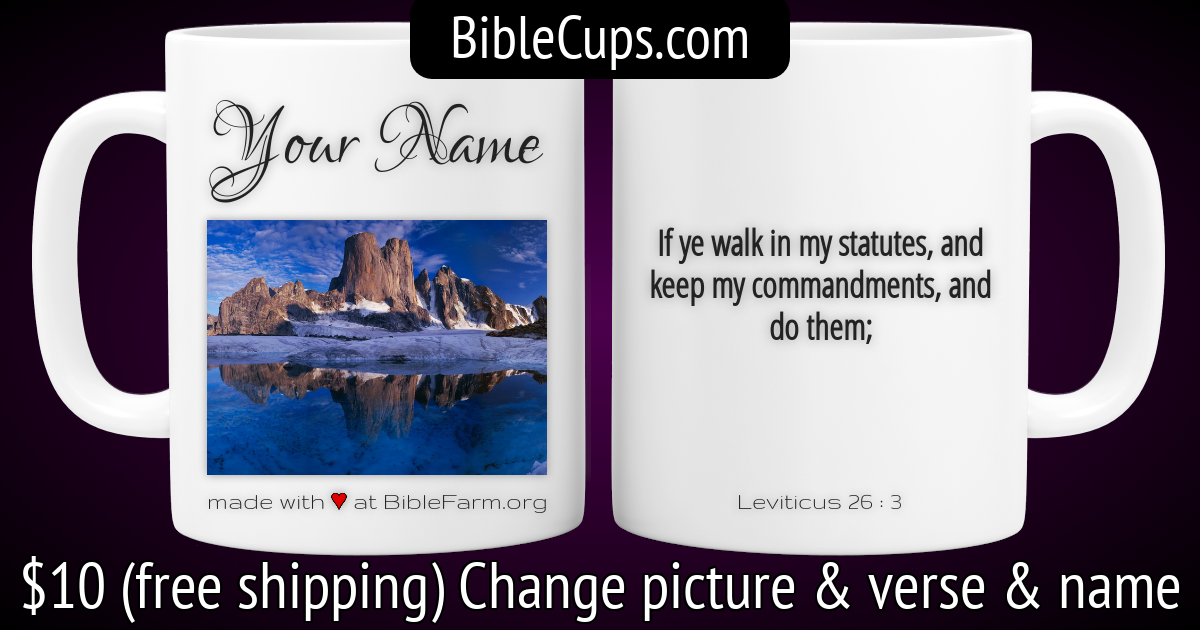 BibleCups.com
Your Name
made with ♥ at BibleFarm.org
If ye walk in my statutes, and
keep my commandments, and
do them;
Leviticus 26 : 3
$10 (free shipping) Change picture & verse & name